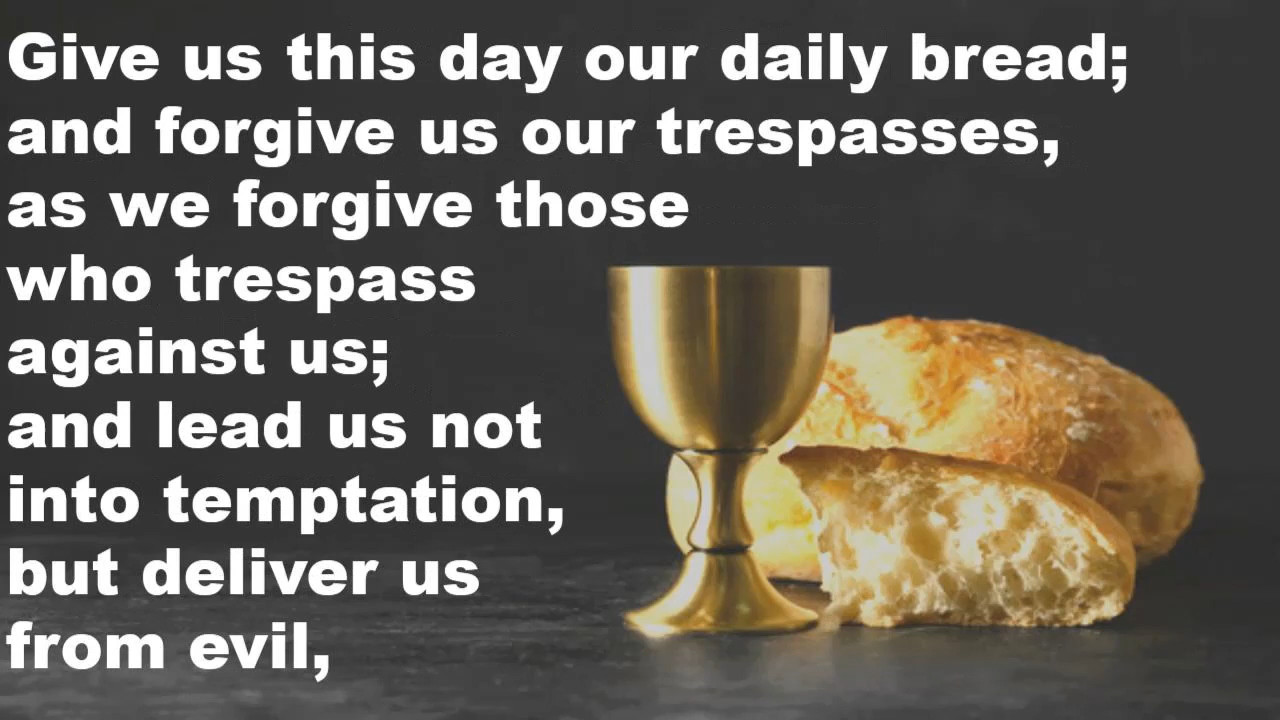 Give us this day our daily bread;
and forgive us our trespasses,
as we forgive those
who trespass
against us;
and lead us not
into temptation,
but deliver us
from evil,